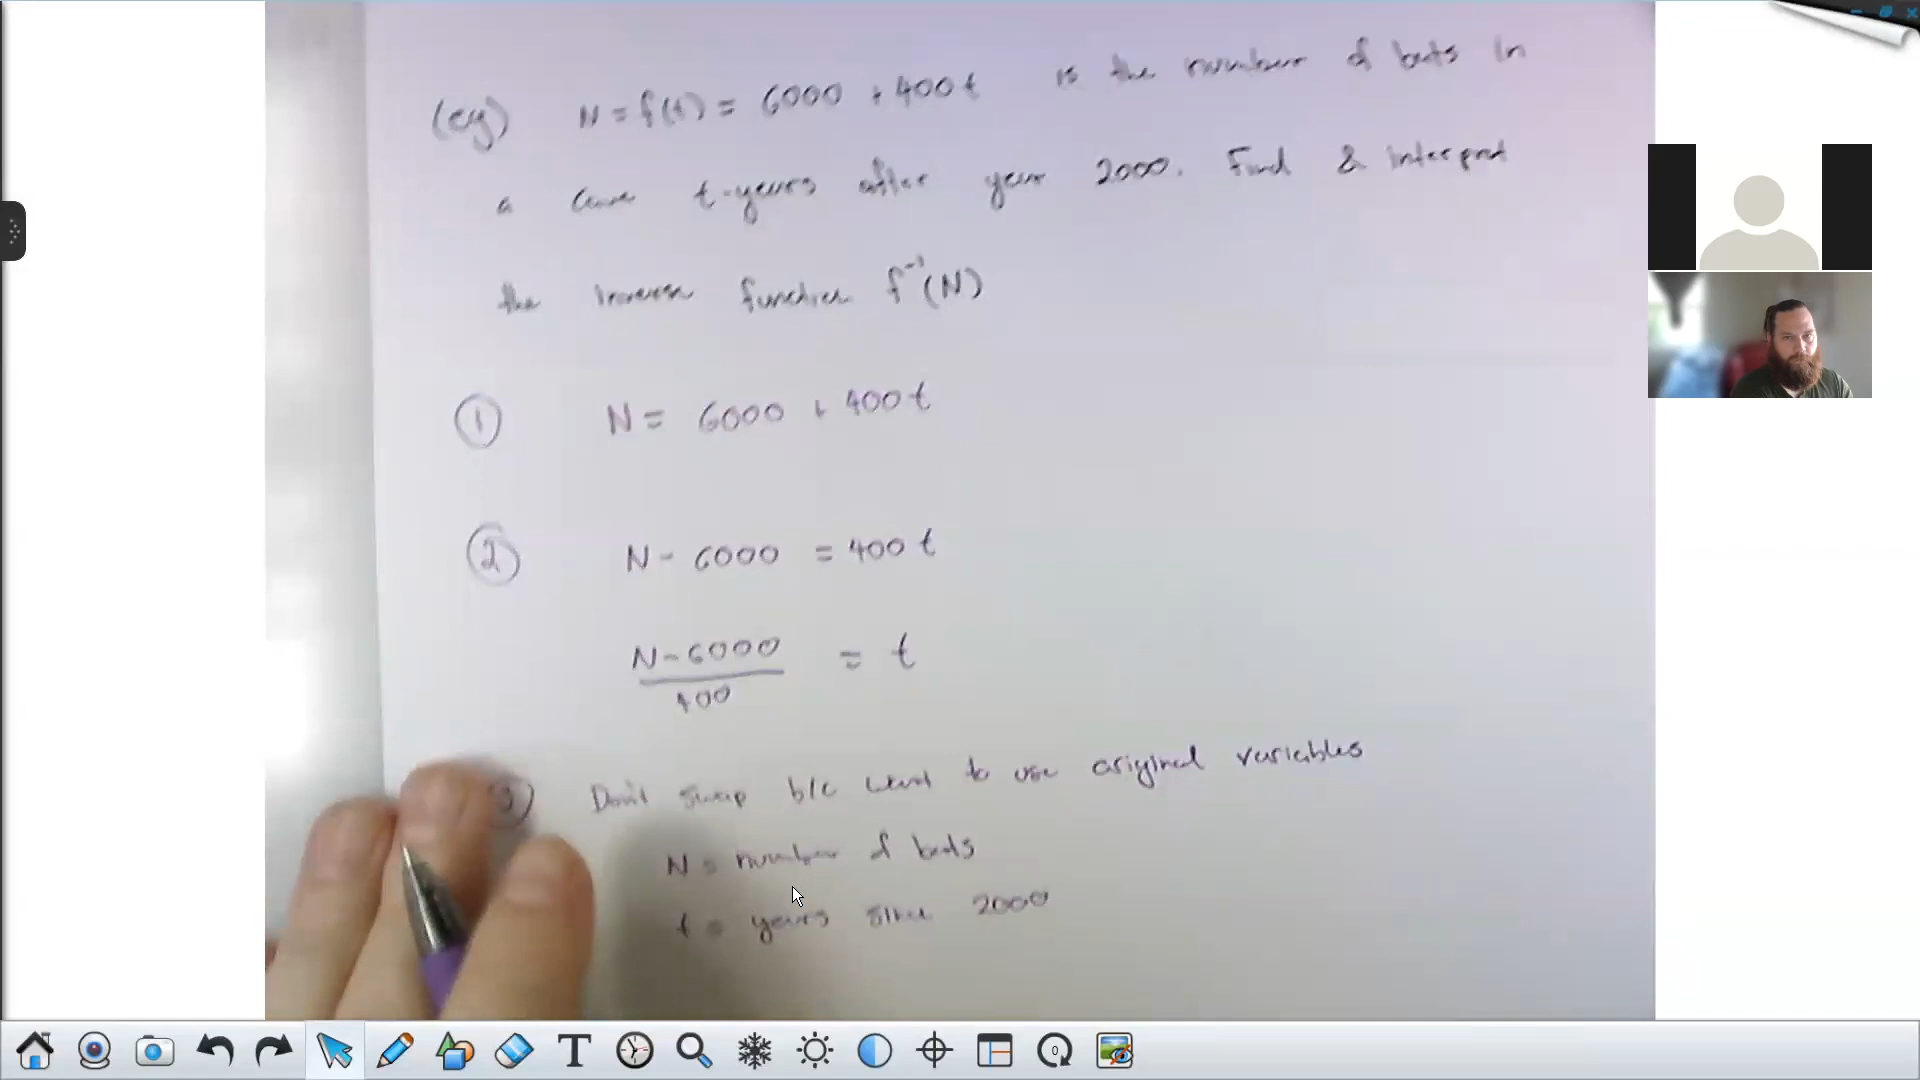 (eg) N = f(t) = 6000 + 400t is the number of bats in
a cave t-years after year 2000. Find & interpret
the inverse function f⁻¹(N)
① N = 6000 + 400t
② N - 6000 = 400t
N-6000
400
= t
③ Don't swap b/c want to use original variables
N = number of bats
t = years since 2000
T
0